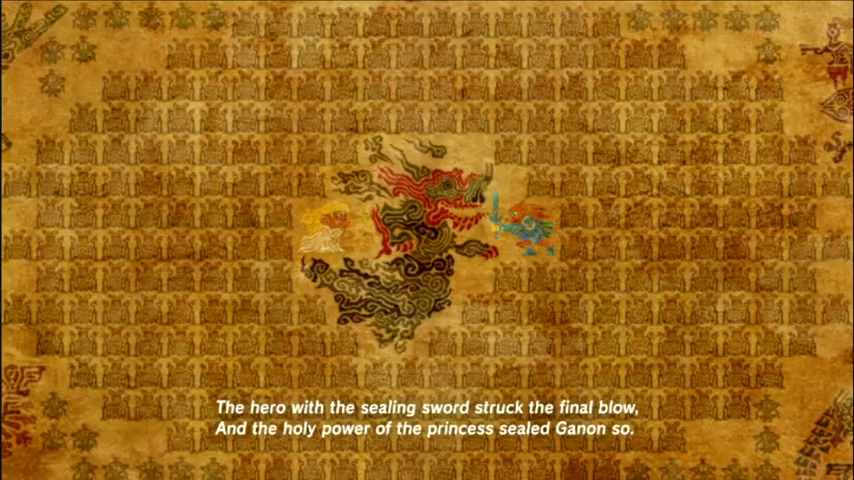 The hero with the sealing sword struck the final blow,
And the holy power of the princess sealed Ganon so.